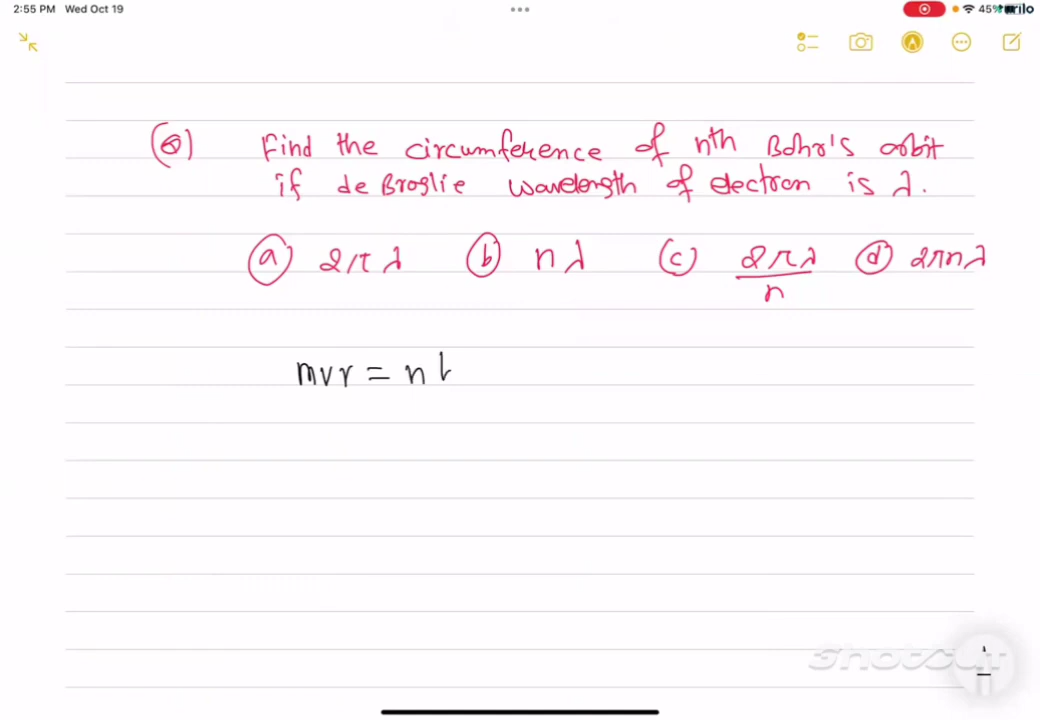 2:55 PM Wed Oct 19
45%
(Q) Find the circumference of nth Bohr's orbit
if de Broglie wavelength of electron is λ.
(a) 2πλ (b) nλ (c) 2πλ/n (d) 2πnλ
mvr = n